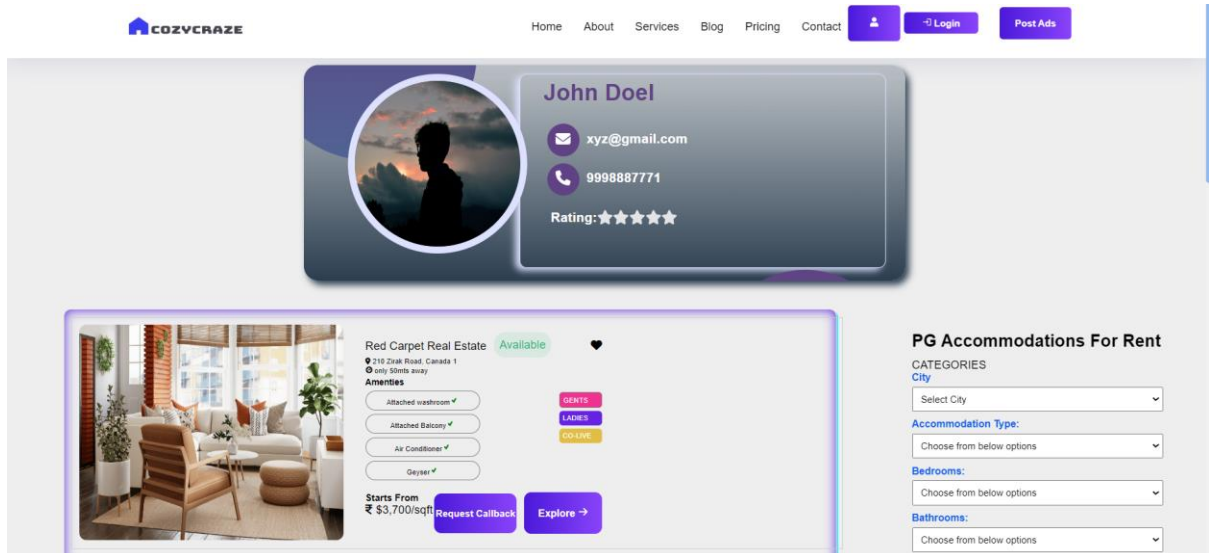 COZYCRAZE
Home About Services Blog Pricing Contact Login Post Ads
John Doel
xyz@gmail.com
9998887771
Rating:
Red Carpet Real Estate Available
210 Zirak Road, Canada 1
only 50mts away
Amenties
Attached washroom
Attached Balcony
Air Conditioner
Geyser
GENTS
LADIES
CO-LIVE
Starts From
₹ $3,700/sqft
Request Callback
Explore →
PG Accommodations For Rent
CATEGORIES
City
Select City
Accommodation Type:
Choose from below options
Bedrooms:
Choose from below options
Bathrooms:
Choose from below options